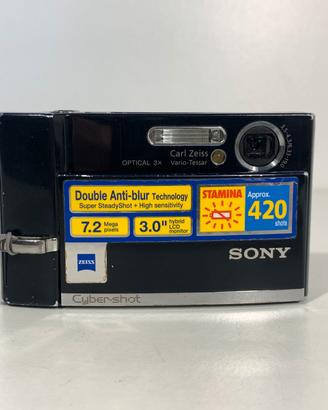 Carl Zeiss
OPTICAL 3× Vario-Tessar
Double Anti-blur Technology
Super SteadyShot + High sensitivity
7.2 Mega pixels
3.0" hybrid LCD monitor
STAMINA
Approx. 420 shots
SONY
ZEISS
Cyber-shot